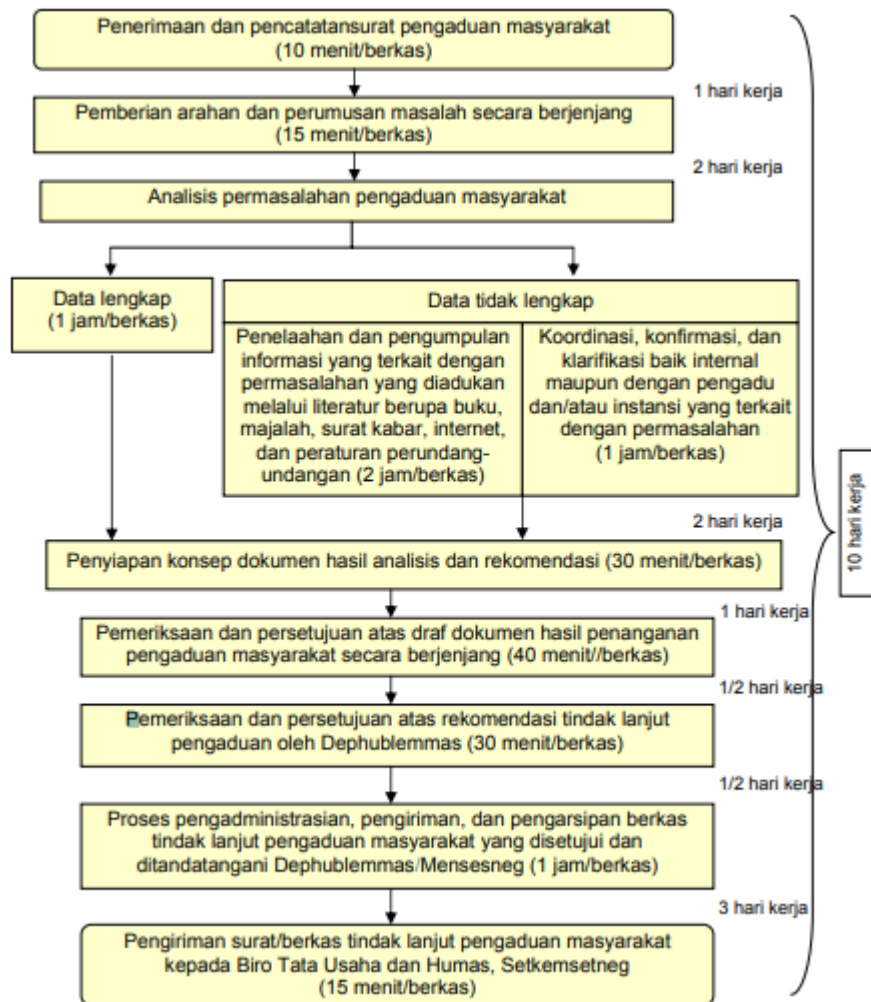 Penerimaan dan pencatatansurat pengaduan masyarakat
(10 menit/berkas)
1 hari kerja
Pemberian arahan dan perumusan masalah secara berjenjang
(15 menit/berkas)
2 hari kerja
Analisis permasalahan pengaduan masyarakat
Data lengkap
(1 jam/berkas)
Data tidak lengkap
Penelaahan dan pengumpulan
informasi yang terkait dengan
permasalahan yang diadukan
melalui literatur berupa buku,
majalah, surat kabar, internet,
dan peraturan perundang-
undangan (2 jam/berkas)
Koordinasi, konfirmasi, dan
klarifikasi baik internal
maupun dengan pengadu
dan/atau instansi yang terkait
dengan permasalahan
(1 jam/berkas)
10 hari kerja
2 hari kerja
Penyiapan konsep dokumen hasil analisis dan rekomendasi (30 menit/berkas)
1 hari kerja
Pemeriksaan dan persetujuan atas draf dokumen hasil penanganan
pengaduan masyarakat secara berjenjang (40 menit//berkas)
1/2 hari kerja
Pemeriksaan dan persetujuan atas rekomendasi tindak lanjut
pengaduan oleh Dephublemmas (30 menit/berkas)
1/2 hari kerja
Proses pengadministrasian, pengiriman, dan pengarsipan berkas
tindak lanjut pengaduan masyarakat yang disetujui dan
ditandatangani Dephublemmas/Mensesneg (1 jam/berkas)
3 hari kerja
Pengiriman surat/berkas tindak lanjut pengaduan masyarakat
kepada Biro Tata Usaha dan Humas, Setkemsetneg
(15 menit/berkas)